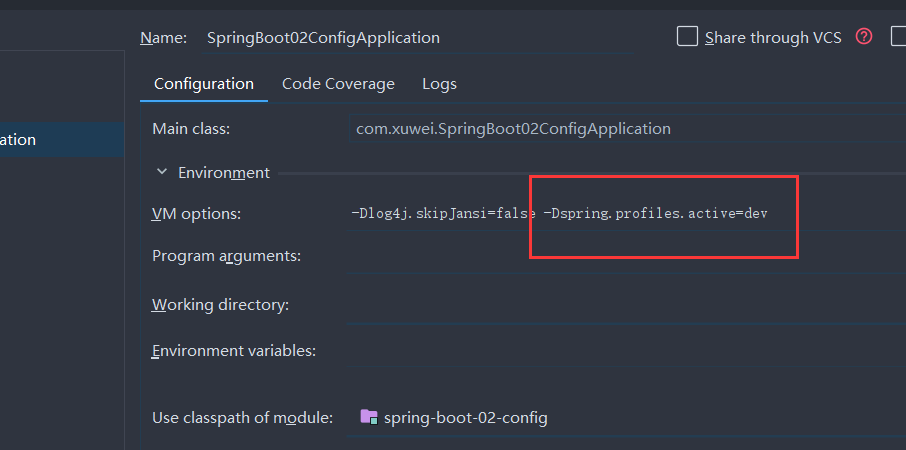 Name: SpringBoot02ConfigApplication Share through VCS
Configuration Code Coverage Logs
Main class: com.xuwei.SpringBoot02ConfigApplication
ation
Environment
VM options: -Dlog4j.skipJansi=false -Dspring.profiles.active=dev
Program arguments:
Working directory:
Environment variables:
Use classpath of module: spring-boot-02-config